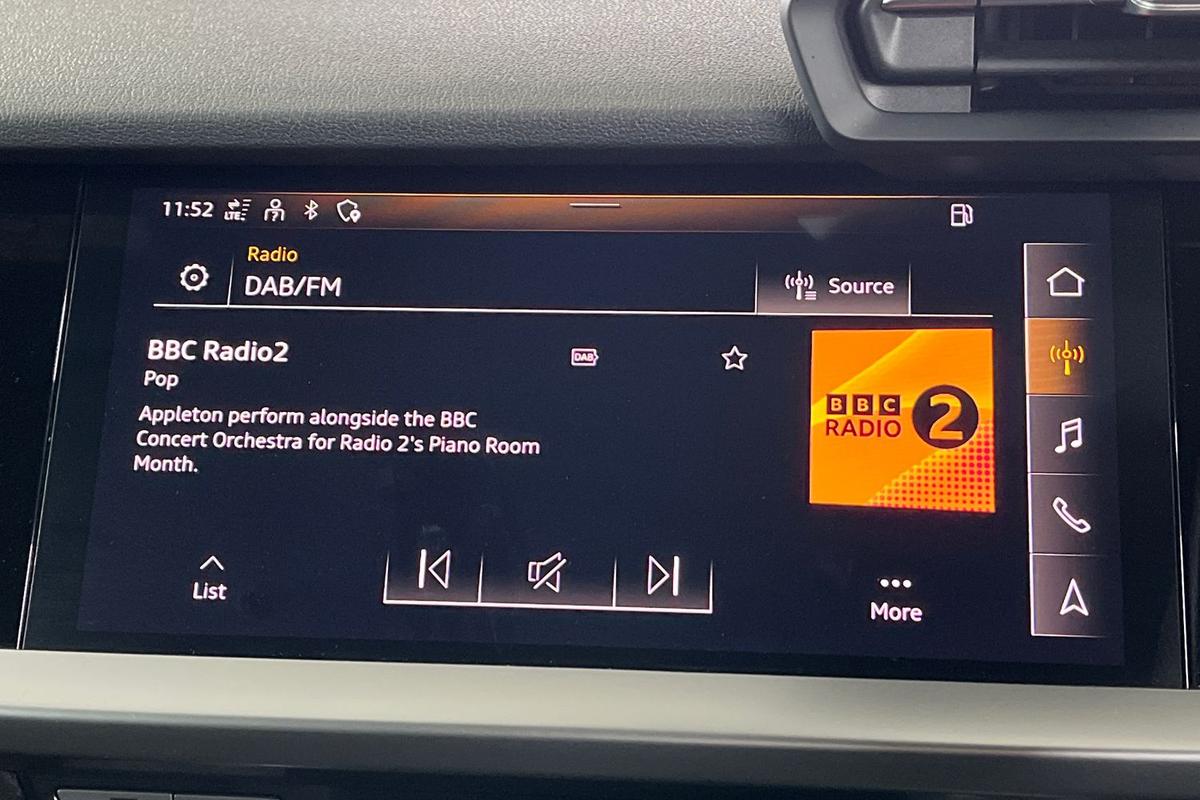 11:52 LTE
Radio
DAB/FM
Source
BBC Radio2
DAB
Pop
Appleton perform alongside the BBC
Concert Orchestra for Radio 2's Piano Room
Month.
BBC
RADIO 2
List
More